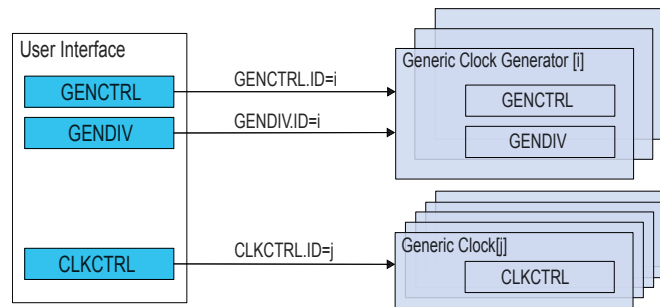 User Interface
GENCTRL
GENDIV
CLKCTRL
GENCTRL.ID=i
GENDIV.ID=i
CLKCTRL.ID=j
Generic Clock Generator [i]
GENCTRL
GENDIV
Generic Clock[j]
CLKCTRL